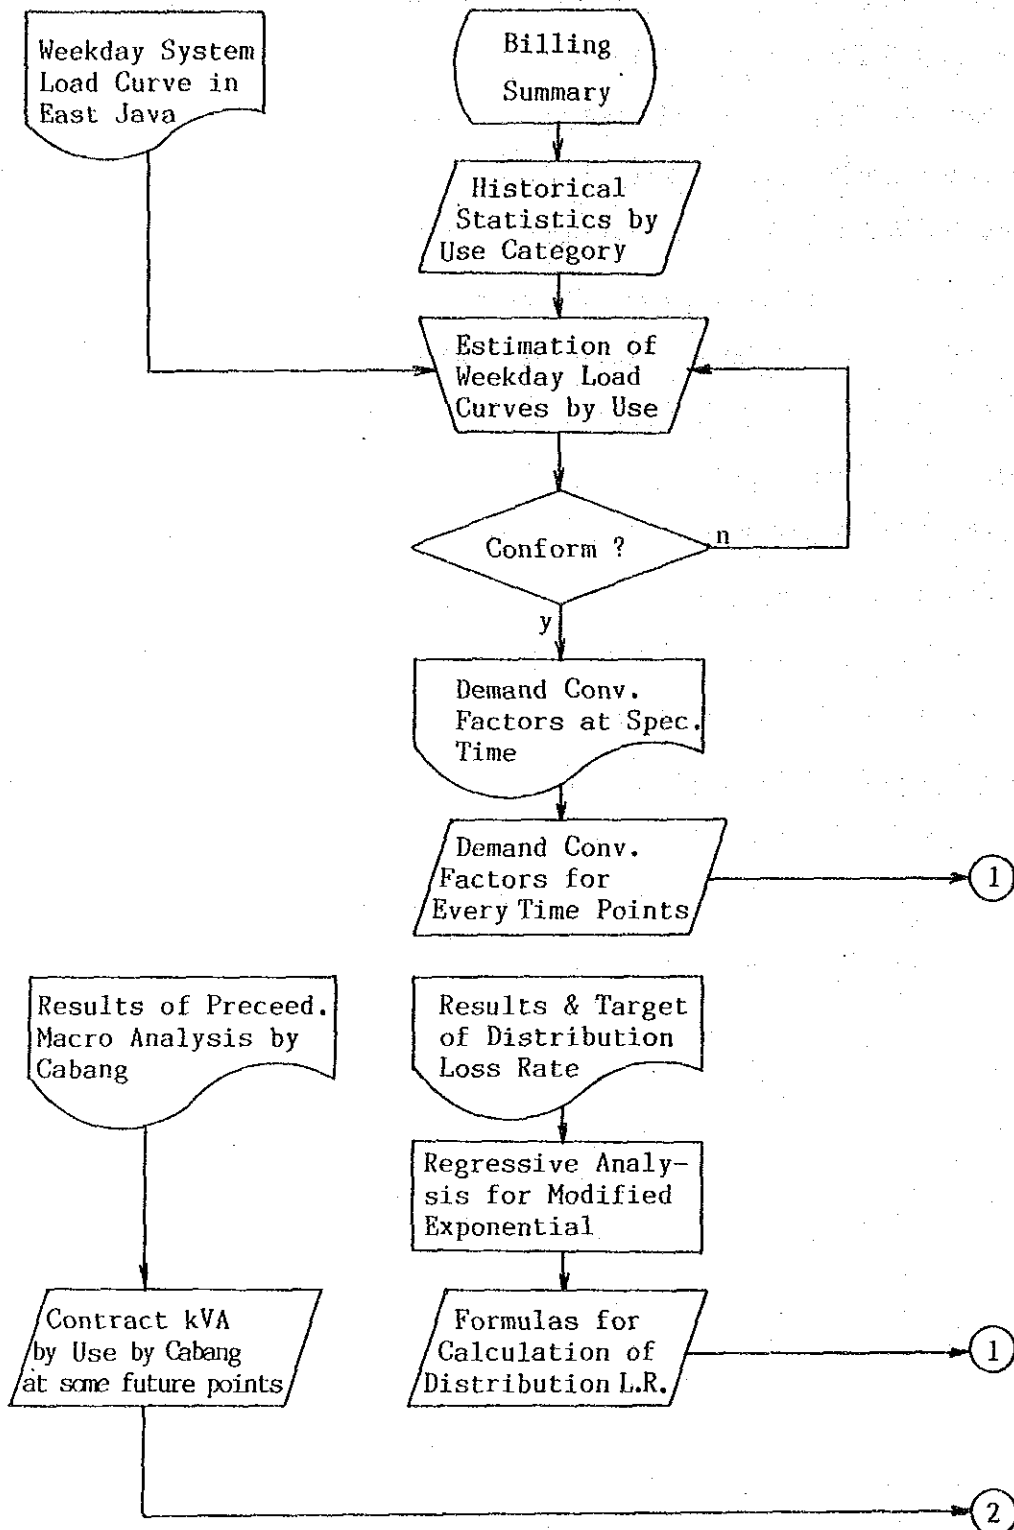 Weekday System
Load Curve in
East Java
Billing
Summary
Historical
Statistics by
Use Category
Estimation of
Weekday Load
Curves by Use
Conform ?
n
y
Demand Conv.
Factors at Spec.
Time
Demand Conv.
Factors for
Every Time Points
1
Results of Preceed.
Macro Analysis by
Cabang
Results & Target
of Distribution
Loss Rate
Regressive Analy-
sis for Modified
Exponential
Contract kVA
by Use by Cabang
at some future points
Formulas for
Calculation of
Distribution L.R.
1
2